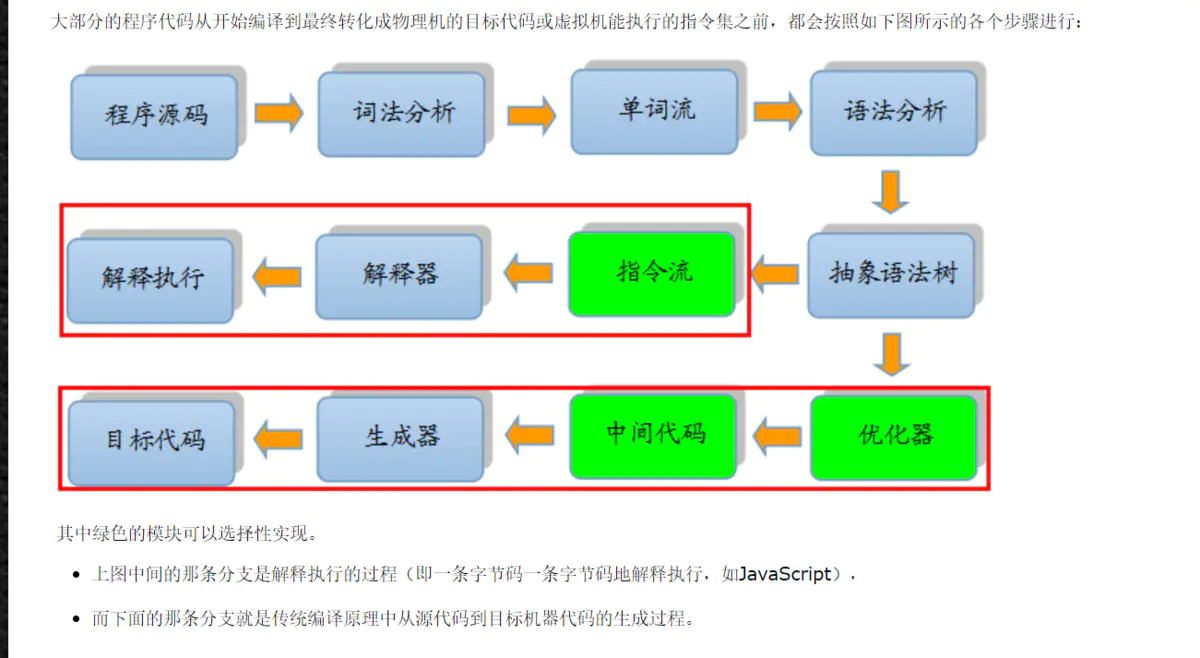 大部分的程序代码从开始编译到最终转化成物理机的目标代码或虚拟机能执行的指令集之前，都会按照如下图所示的各个步骤进行：
程序源码
词法分析
单词流
语法分析
解释执行
解释器
指令流
抽象语法树
目标代码
生成器
中间代码
优化器
其中绿色的模块可以选择性实现。
• 上图中间的那条分支是解释执行的过程（即一条字节码一条字节码地解释执行，如JavaScript），
• 而下面的那条分支就是传统编译原理中从源代码到目标机器代码的生成过程。